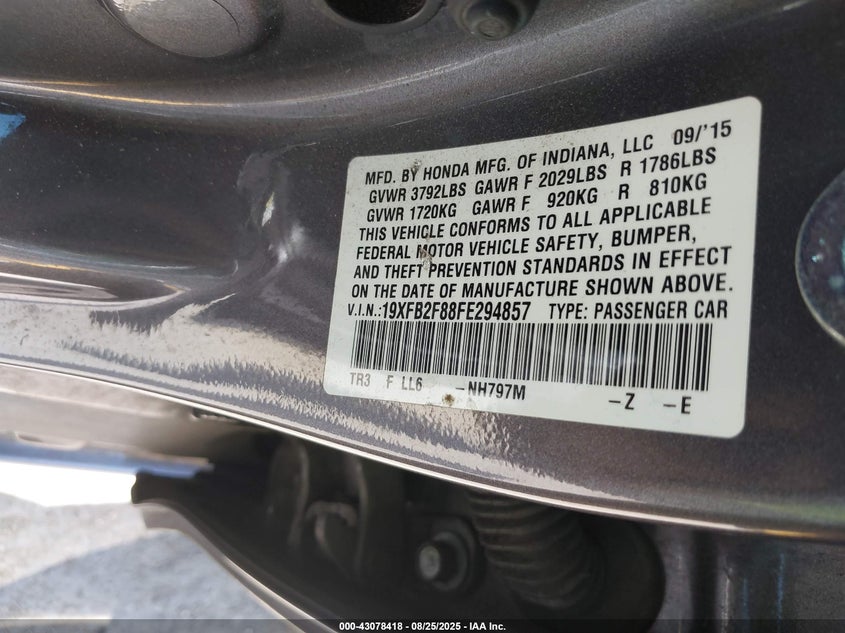 MFD. BY HONDA MFG. OF INDIANA, LLC 09/'15
GVWR 3792LBS GAWR F 2029LBS R 1786LBS
GVWR 1720KG GAWR F 920KG R 810KG
THIS VEHICLE CONFORMS TO ALL APPLICABLE
FEDERAL MOTOR VEHICLE SAFETY, BUMPER,
AND THEFT PREVENTION STANDARDS IN EFFECT
ON THE DATE OF MANUFACTURE SHOWN ABOVE.
V.I.N.:19XFB2F88FE294857 TYPE: PASSENGER CAR
TR3 F LL6 -NH797M -Z -E
000-43078418 - 08/25/2025 - IAA Inc.